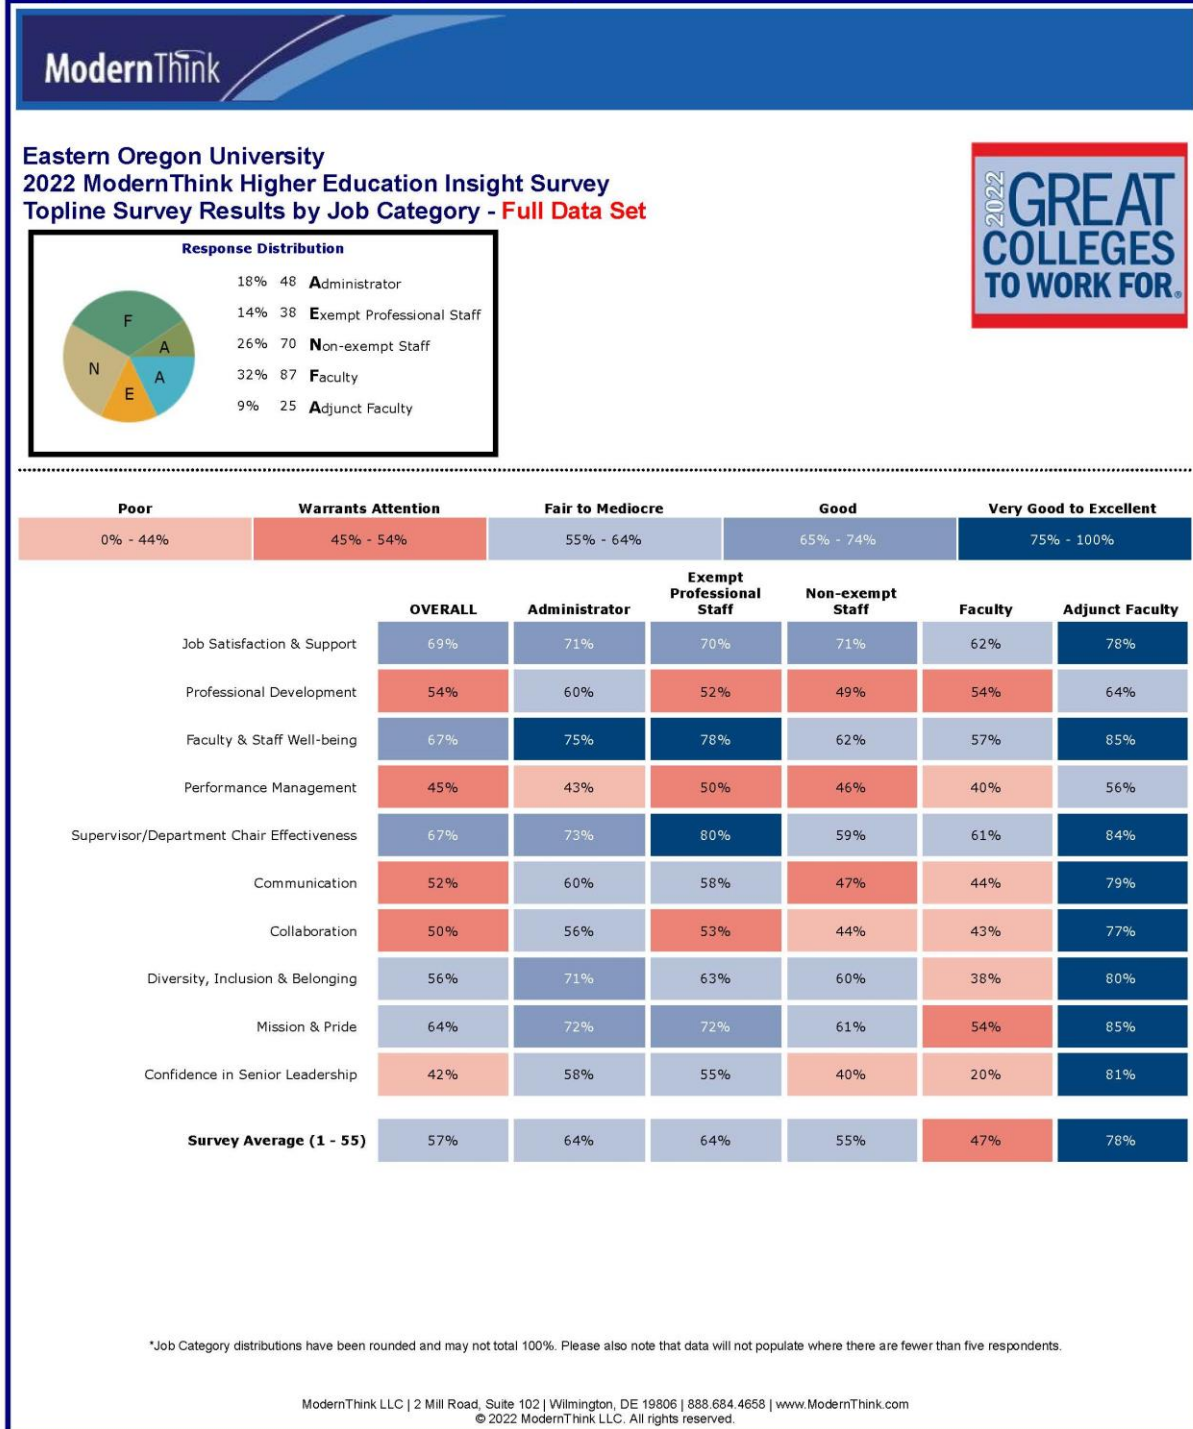 ModernThink
Eastern Oregon University
2022 ModernThink Higher Education Insight Survey
Topline Survey Results by Job Category - Full Data Set
2022 GREAT
COLLEGES
TO WORK FOR®
Response Distribution
18% 48 Administrator
14% 38 Exempt Professional Staff
26% 70 Non-exempt Staff
32% 87 Faculty
9% 25 Adjunct Faculty
F
A
N
A
E
Poor Warrants Attention Fair to Mediocre Good Very Good to Excellent
0% - 44% 45% - 54% 55% - 64% 65% - 74% 75% - 100%
OVERALL Administrator Exempt Professional Staff Non-exempt Staff Faculty Adjunct Faculty
Job Satisfaction & Support 69% 71% 70% 71% 62% 78%
Professional Development 54% 60% 52% 49% 54% 64%
Faculty & Staff Well-being 67% 75% 78% 62% 57% 85%
Performance Management 45% 43% 50% 46% 40% 56%
Supervisor/Department Chair Effectiveness 67% 73% 80% 59% 61% 84%
Communication 52% 60% 58% 47% 44% 79%
Collaboration 50% 56% 53% 44% 43% 77%
Diversity, Inclusion & Belonging 56% 71% 63% 60% 38% 80%
Mission & Pride 64% 72% 72% 61% 54% 85%
Confidence in Senior Leadership 42% 58% 55% 40% 20% 81%
Survey Average (1 - 55) 57% 64% 64% 55% 47% 78%
*Job Category distributions have been rounded and may not total 100%. Please also note that data will not populate where there are fewer than five respondents.
ModernThink LLC | 2 Mill Road, Suite 102 | Wilmington, DE 19806 | 888.684.4658 | www.ModernThink.com
© 2022 ModernThink LLC. All rights reserved.